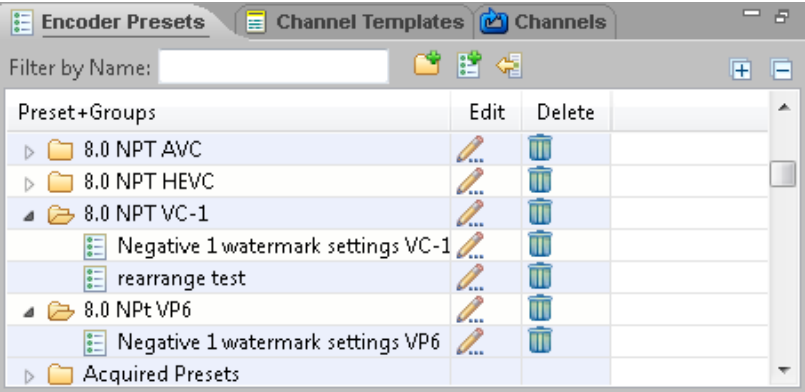 Encoder Presets Channel Templates Channels
Filter by Name:
Preset+Groups Edit Delete
8.0 NPT AVC
8.0 NPT HEVC
8.0 NPT VC-1
Negative 1 watermark settings VC-1
rearrange test
8.0 NPt VP6
Negative 1 watermark settings VP6
Acquired Presets